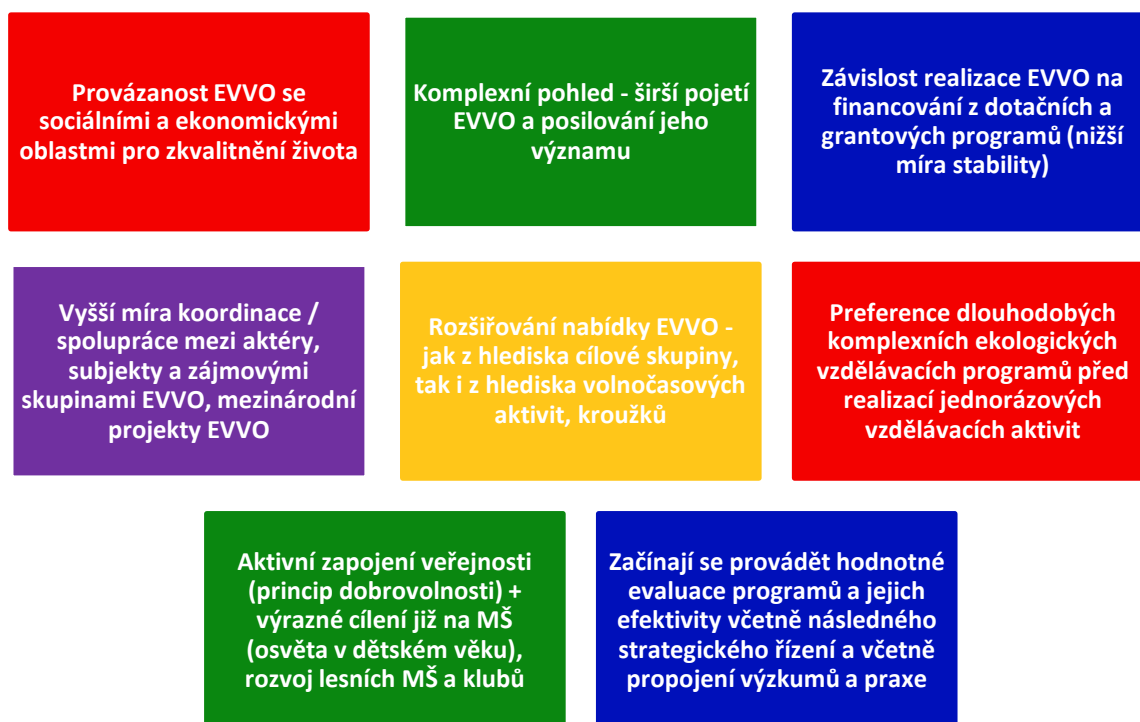 Provázanost EVVO se
sociálními a ekonomickými
oblastmi pro zkvalitnění života
Komplexní pohled - širší pojetí
EVVO a posilování jeho
významu
Závislost realizace EVVO na
financování z dotačních a
grantových programů (nižší
míra stability)
Vyšší míra koordinace /
spolupráce mezi aktéry,
subjekty a zájmovými
skupinami EVVO, mezinárodní
projekty EVVO
Rozšiřování nabídky EVVO -
jak z hlediska cílové skupiny,
tak i z hlediska volnočasových
aktivit, kroužků
Preference dlouhodobých
komplexních ekologických
vzdělávacích programů před
realizací jednorázových
vzdělávacích aktivit
Aktivní zapojení veřejnosti
(princip dobrovolnosti) +
výrazné cílení již na MŠ
(osvěta v dětském věku),
rozvoj lesních MŠ a klubů
Začínají se provádět hodnotné
evaluace programů a jejich
efektivity včetně následného
strategického řízení a včetně
propojení výzkumů a praxe